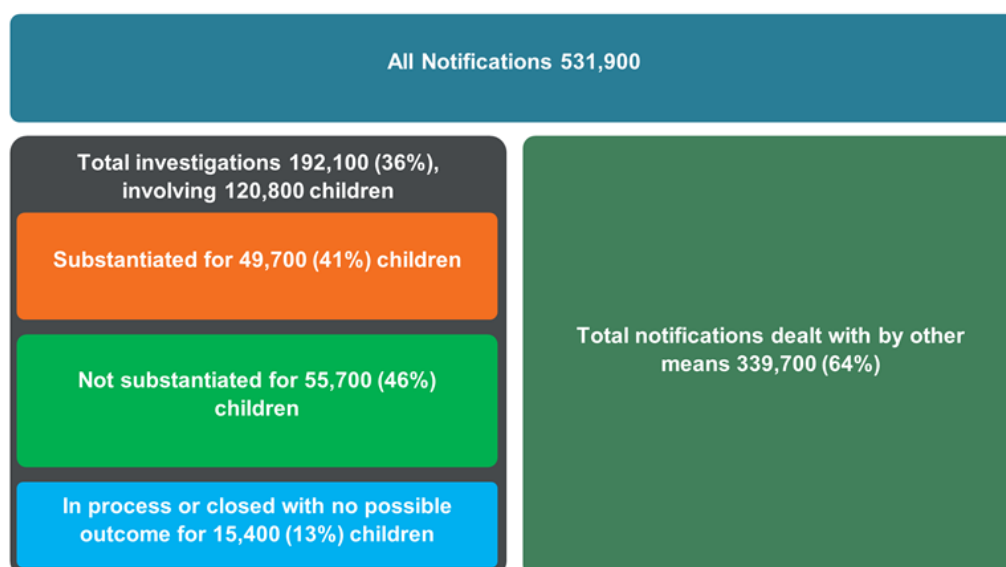 All Notifications 531,900
Total investigations 192,100 (36%),
involving 120,800 children
Substantiated for 49,700 (41%) children
Not substantiated for 55,700 (46%)
children
In process or closed with no possible
outcome for 15,400 (13%) children
Total notifications dealt with by other
means 339,700 (64%)